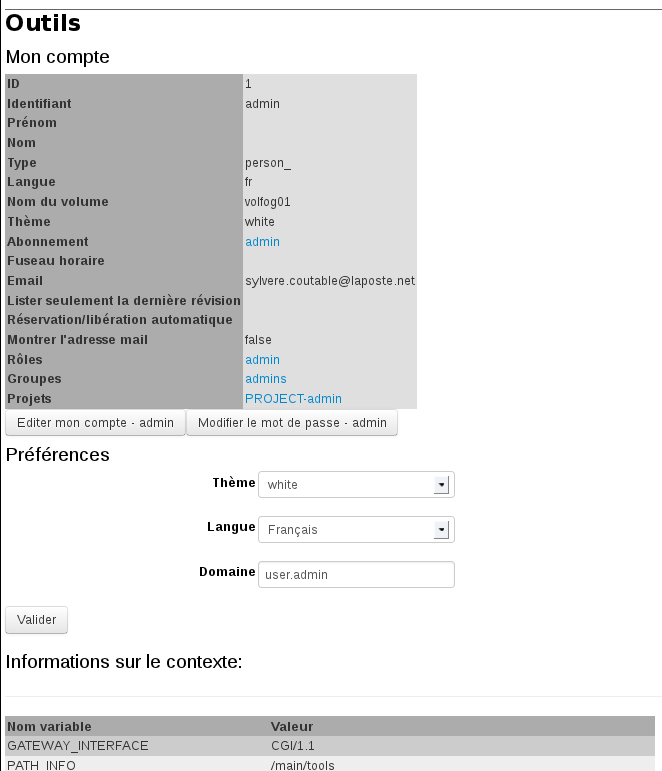 Outils
Mon compte
ID 1
Identifiant admin
Prénom
Nom
Type person_
Langue fr
Nom du volume volfog01
Thème white
Abonnement admin
Fuseau horaire
Email sylvere.coutable@laposte.net
Lister seulement la dernière révision
Réservation/libération automatique
Montrer l'adresse mail false
Rôles admin
Groupes admins
Projets PROJECT-admin
Editer mon compte - admin Modifier le mot de passe - admin
Préférences
Thème white
Langue Français
Domaine user.admin
Valider
Informations sur le contexte:
Nom variable Valeur
GATEWAY_INTERFACE CGI/1.1
PATH_INFO /main/tools